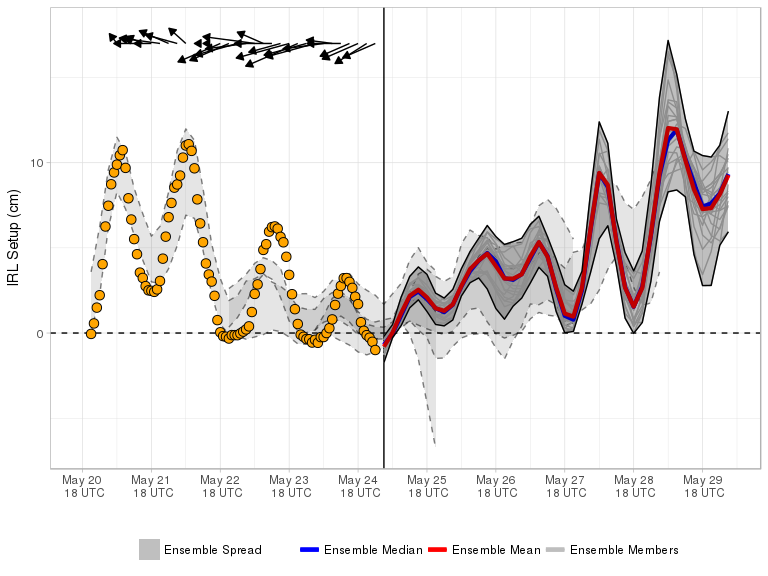 IRL Setup (cm)
10
0
May 20 May 21 May 22 May 23 May 24 May 25 May 26 May 27 May 28 May 29
18 UTC 18 UTC 18 UTC 18 UTC 18 UTC 18 UTC 18 UTC 18 UTC 18 UTC 18 UTC
Ensemble Spread Ensemble Median Ensemble Mean Ensemble Members